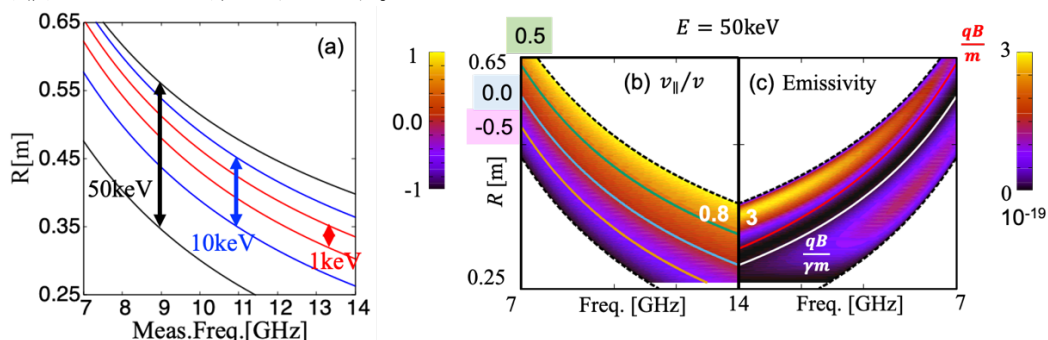 0.65
0.55
0.45
0.35
0.25
R[m]
(a)
50keV
10keV
1keV
7 8 9 10 11 12 13 14
Meas.Freq.[GHz]
E = 50keV
0.5
0.0
-0.5
1
0.0
-1
0.65
R [m]
0.25
(b) v∥/v
0.8
7
Freq. [GHz]
14
(c) Emissivity
3
qB/γm
Freq. [GHz]
7
qB/m
3
0
10⁻¹⁹